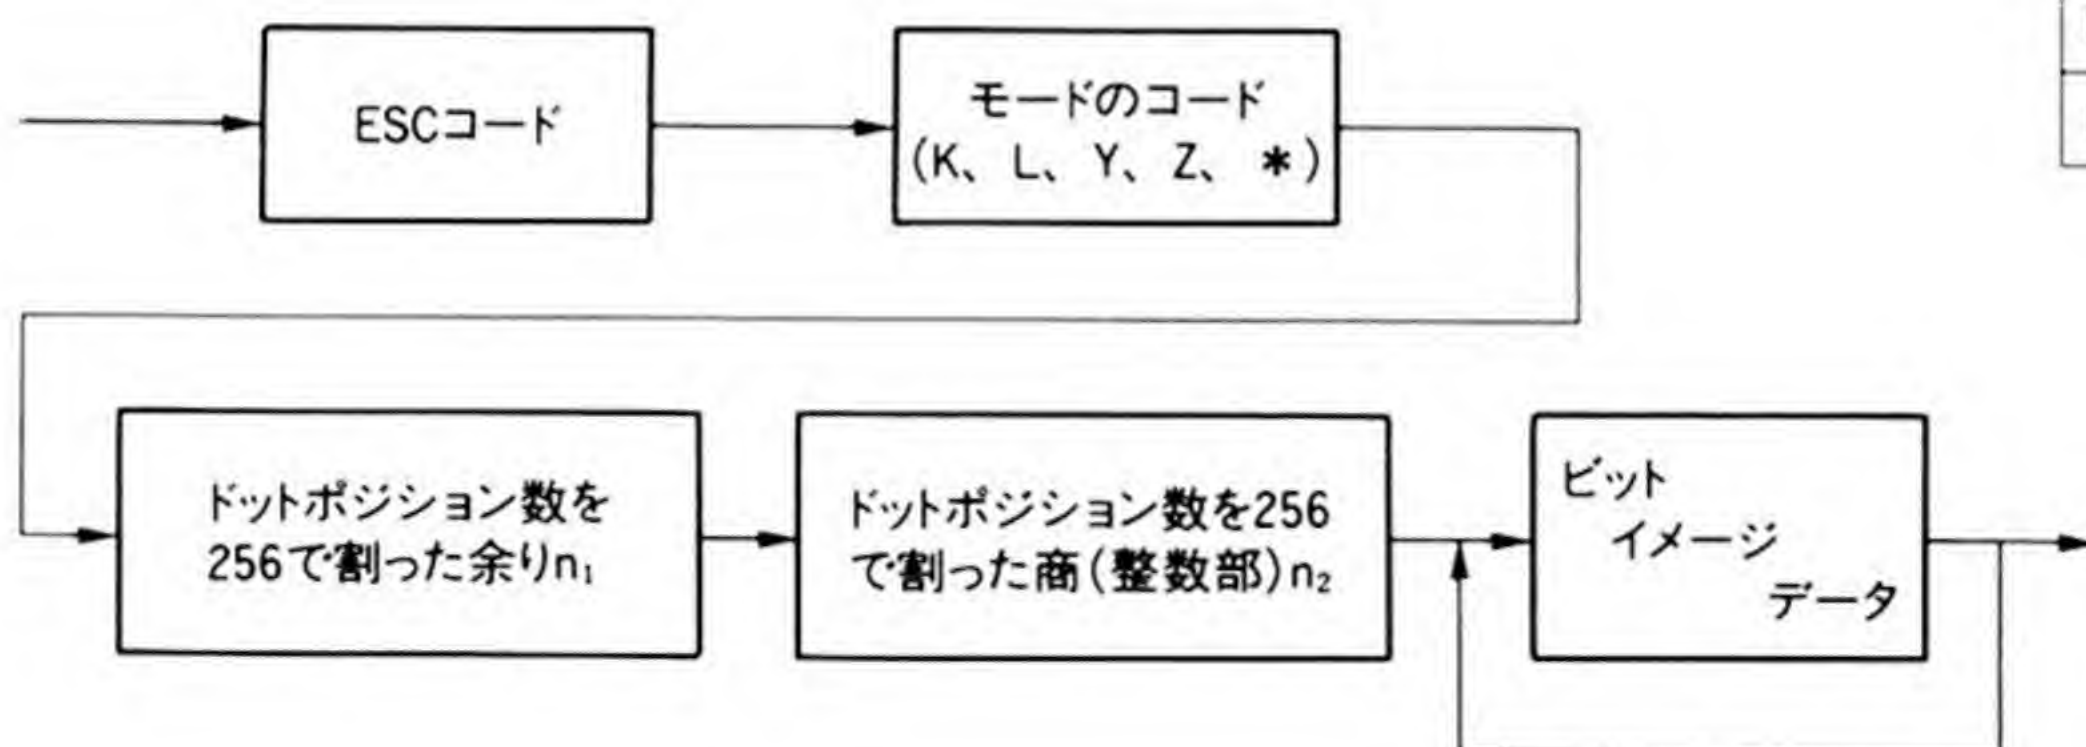 ESCコード
モードのコード
(K、L、Y、Z、＊)
ドットポジション数を
256で割った余りn₁
ドットポジション数を256
で割った商(整数部)n₂
ビット
イメージ
データ